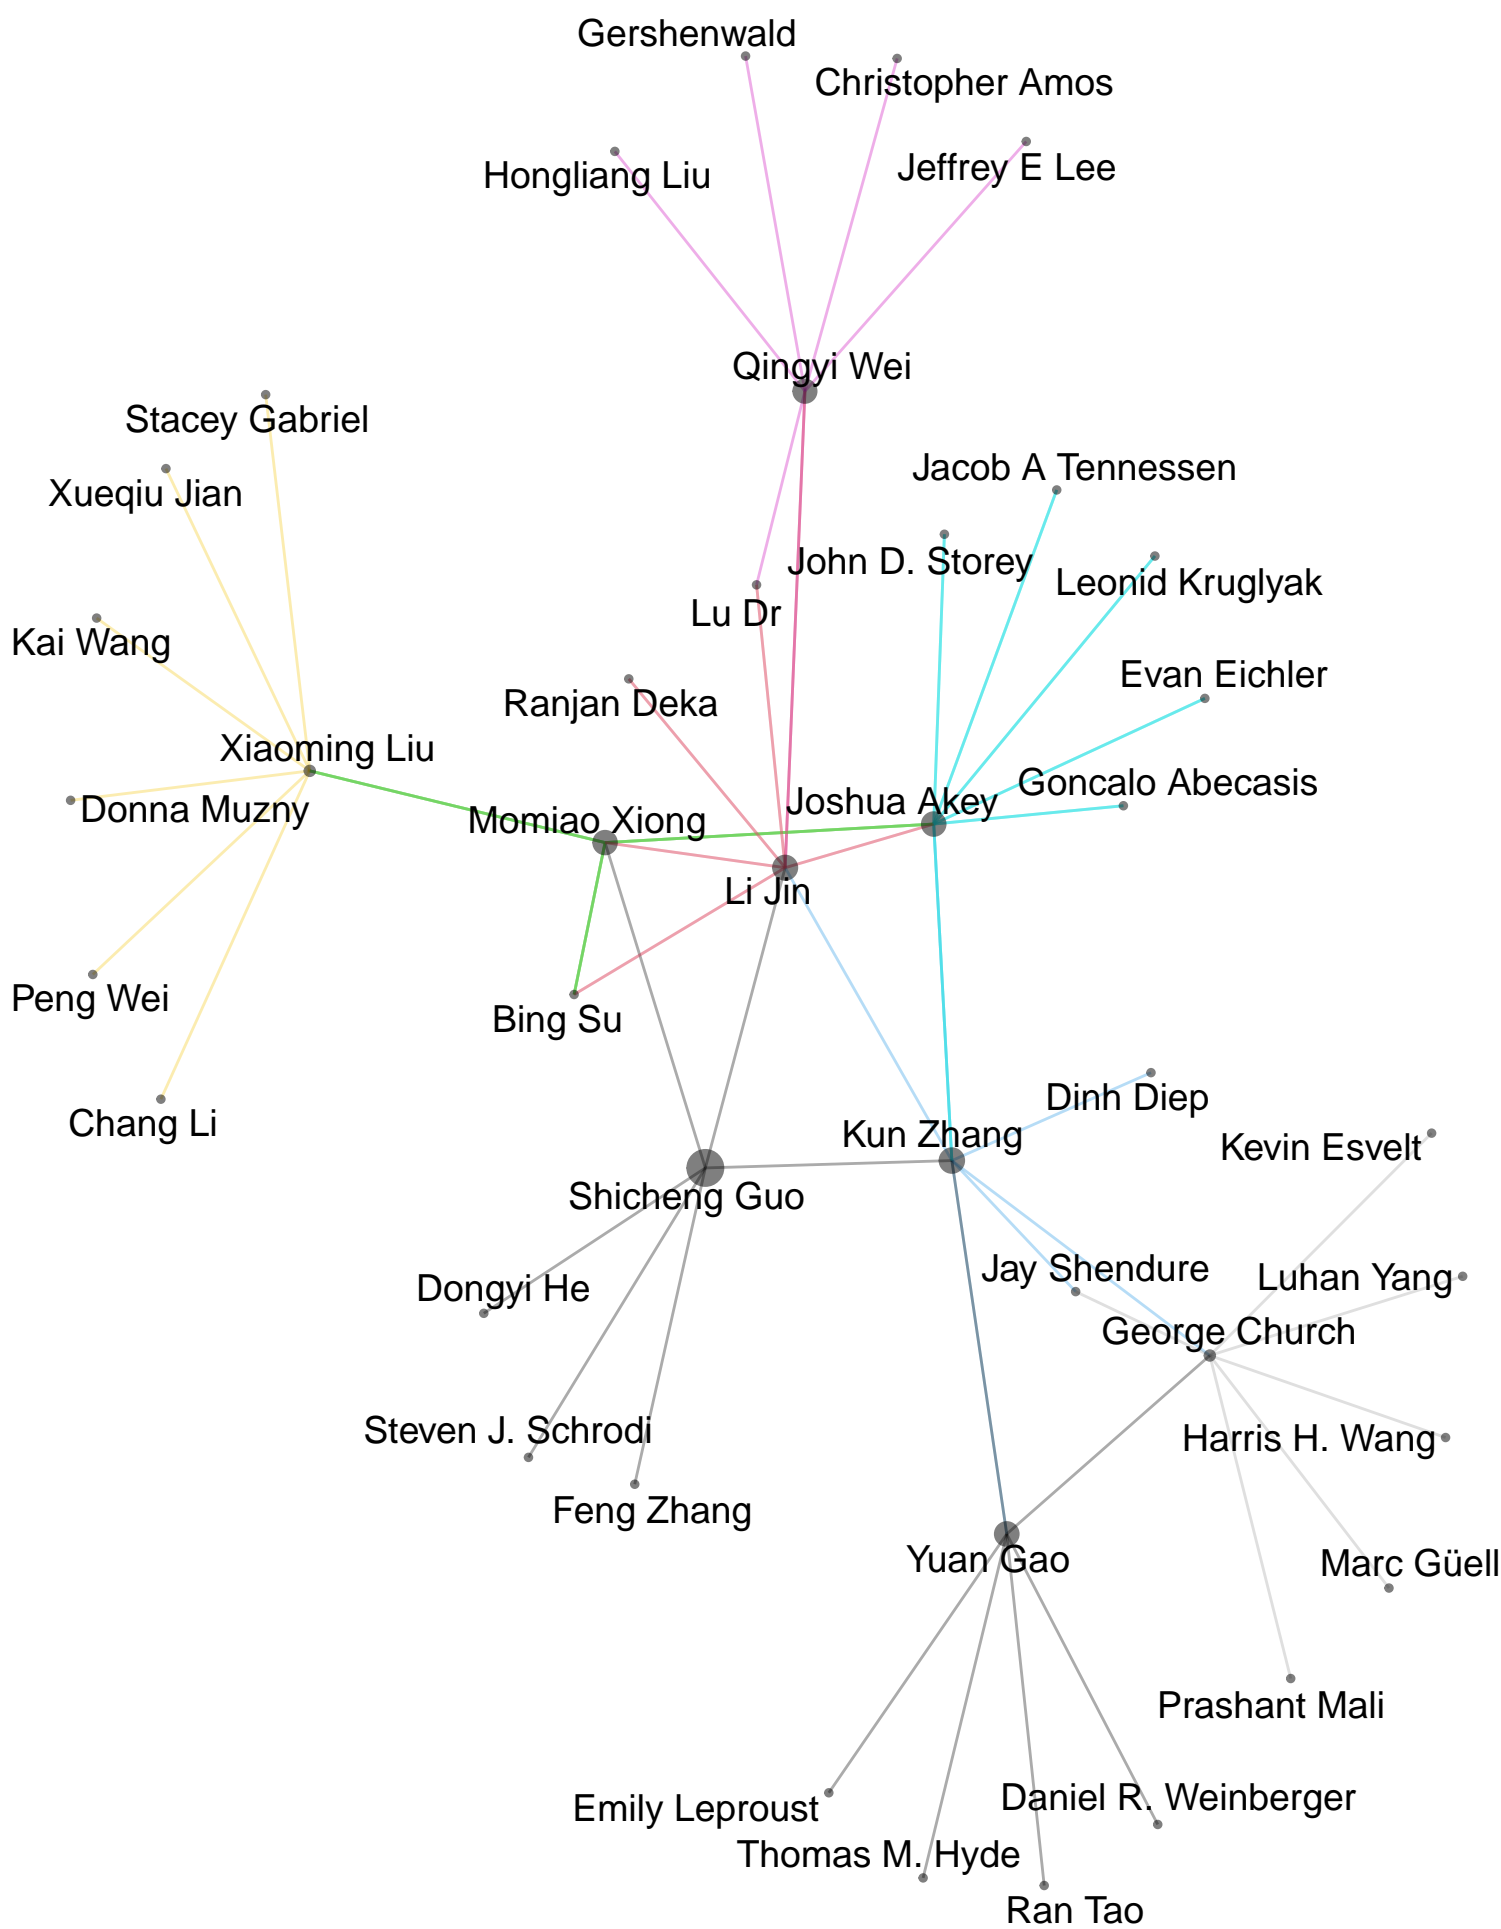 Gershenwald
Christopher Amos
Jeffrey E Lee
Hongliang Liu
Qingyi Wei
Stacey Gabriel
Jacob A Tennessen
Xueqiu Jian
John D. Storey
Leonid Kruglyak
Lu Dr
Kai Wang
Evan Eichler
Ranjan Deka
Xiaoming Liu
Goncalo Abecasis
Joshua Akey
Donna Muzny
Momiao Xiong
Li Jin
Peng Wei
Bing Su
Dinh Diep
Chang Li
Kun Zhang
Kevin Esvelt
Shicheng Guo
Jay Shendure
Luhan Yang
Dongyi He
George Church
Steven J. Schrodi
Harris H. Wang
Feng Zhang
Yuan Gao
Marc Güell
Prashant Mali
Daniel R. Weinberger
Emily Leproust
Thomas M. Hyde
Ran Tao